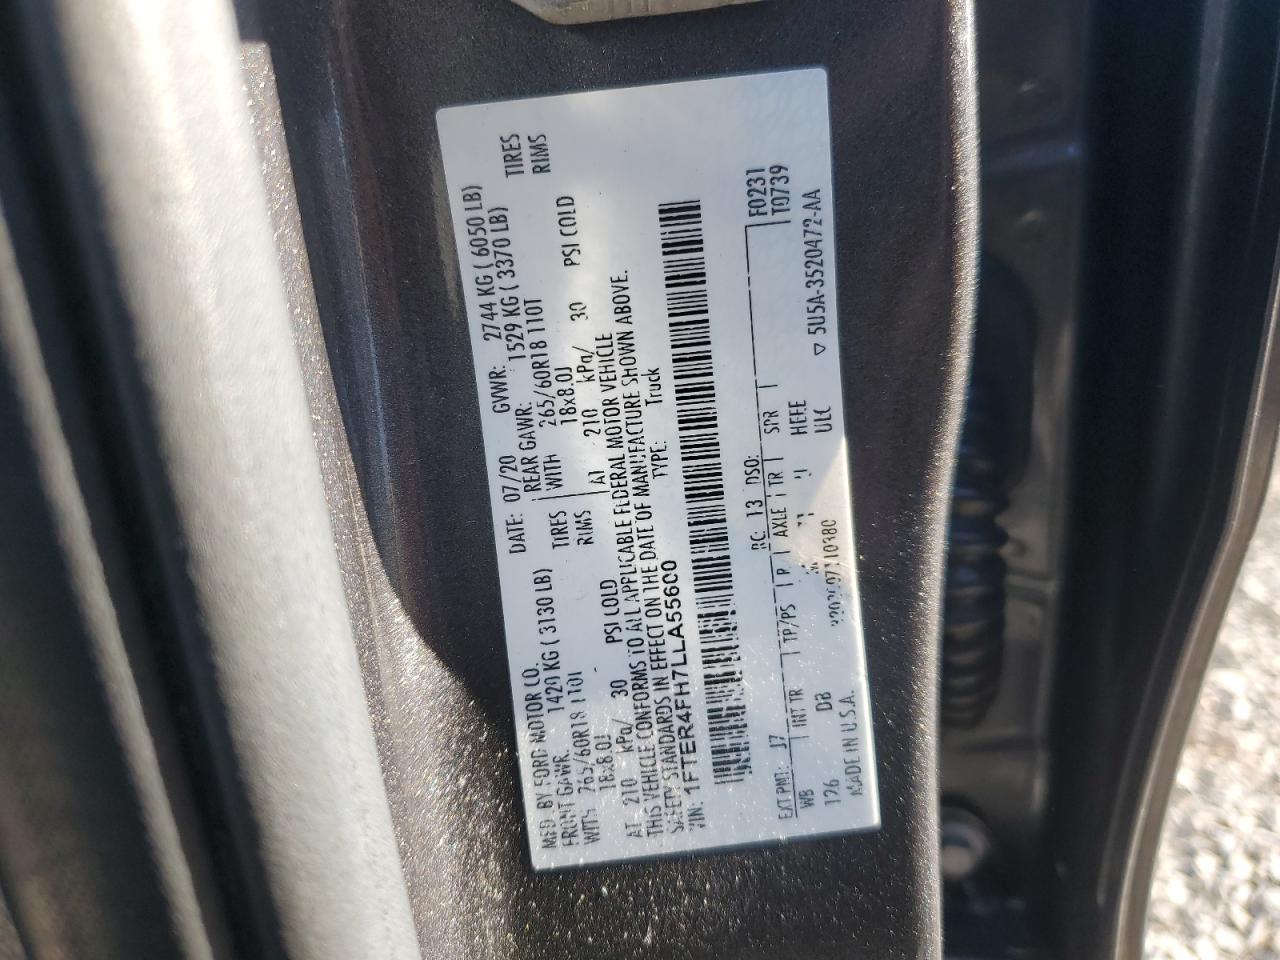 MFD. BY FORD MOTOR CO. DATE: 07/20 GVWR: 2744 KG ( 6050 LB)
FRONT GAWR: 1420 KG ( 3130 LB) REAR GAWR: 1529 KG ( 3370 LB)
WITH 265/60R18 110T TIRES WITH 265/60R18 110T TIRES
18x8.0J RIMS 18x8.0J RIMS
AT 210 kPa/ 30 PSI COLD AT 210 kPa/ 30 PSI COLD
THIS VEHICLE CONFORMS TO ALL APPLICABLE FEDERAL MOTOR VEHICLE
SAFETY STANDARDS IN EFFECT ON THE DATE OF MANUFACTURE SHOWN ABOVE.
VIN: 1FTER4FH7LLA55600 TYPE: Truck
EXT PNT: J7 RC: 13 DSO: F0231
WB INT TR TP/PS R AXLE TR SPR T0739
126 DB
MADE IN U.S.A. ▽ 5U5A-3520472-AA